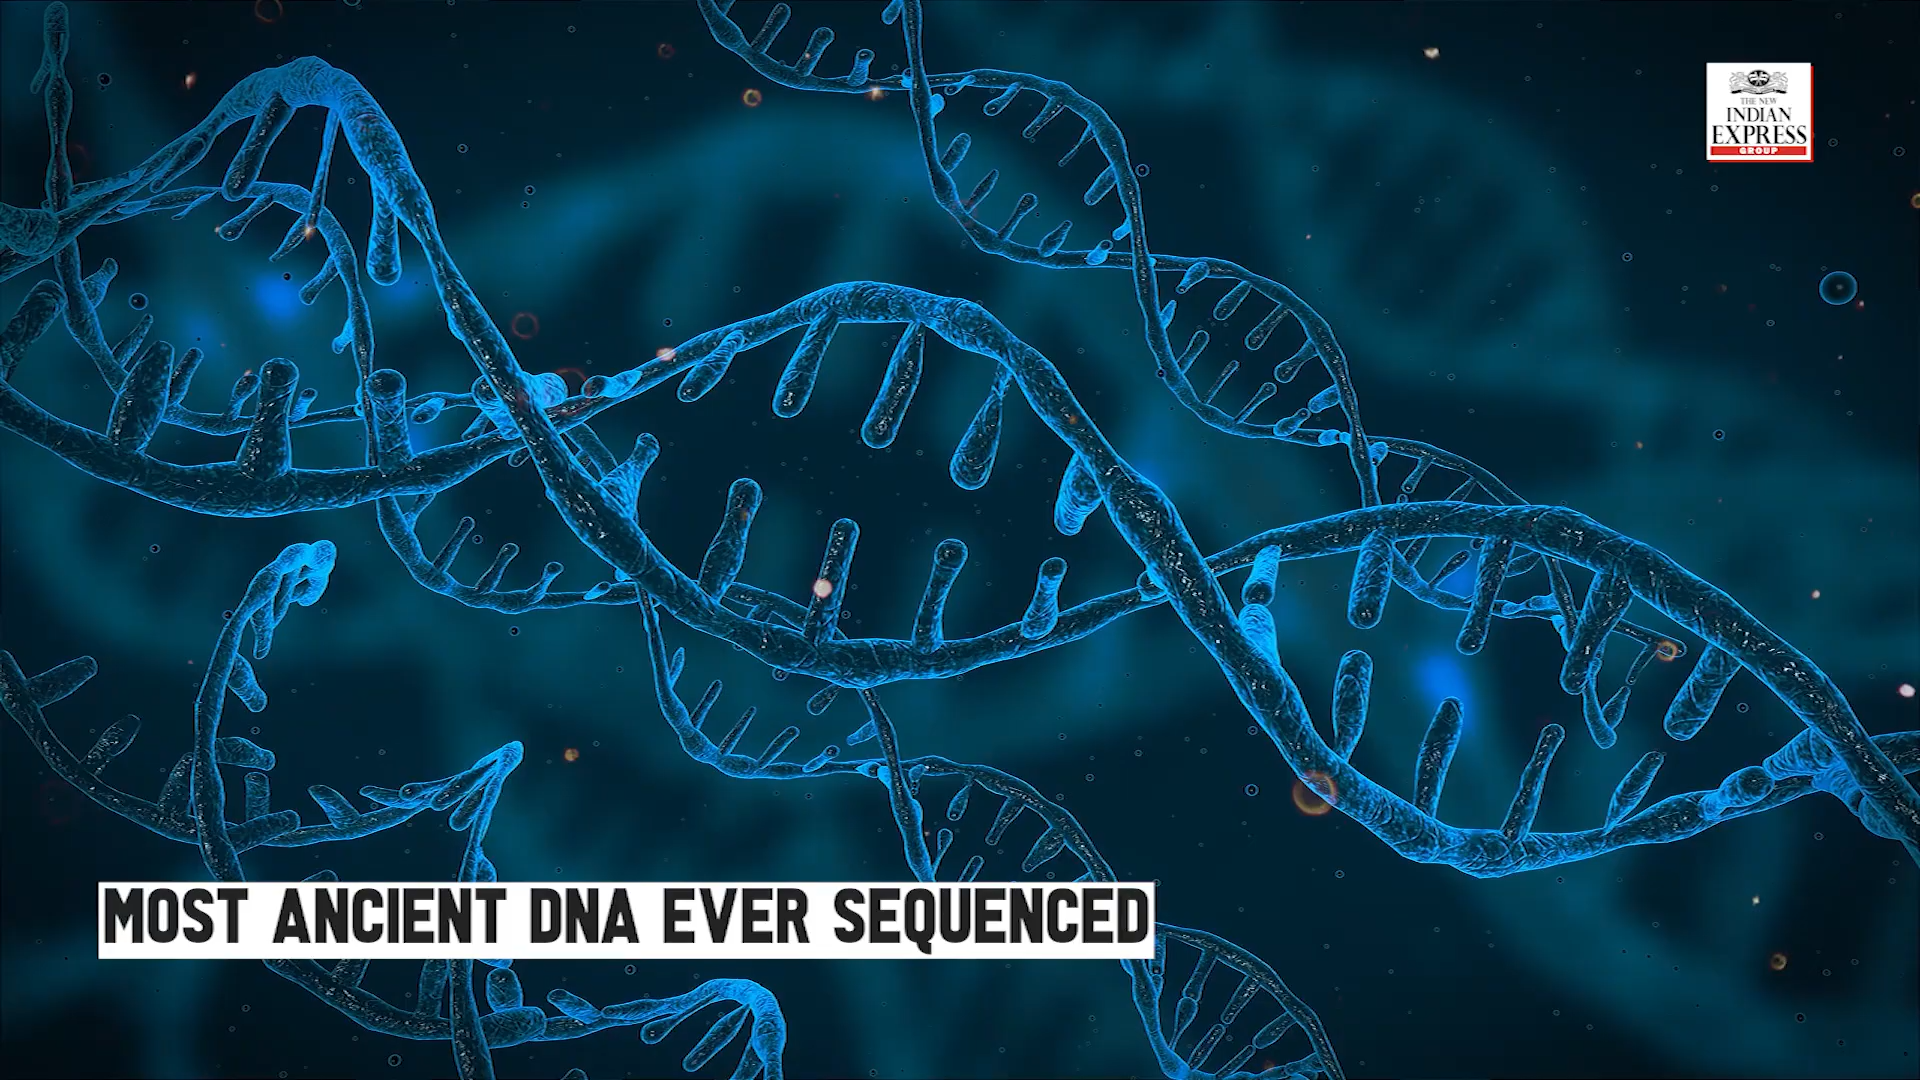 THE NEW
INDIAN
EXPRESS
GROUP
MOST ANCIENT DNA EVER SEQUENCED